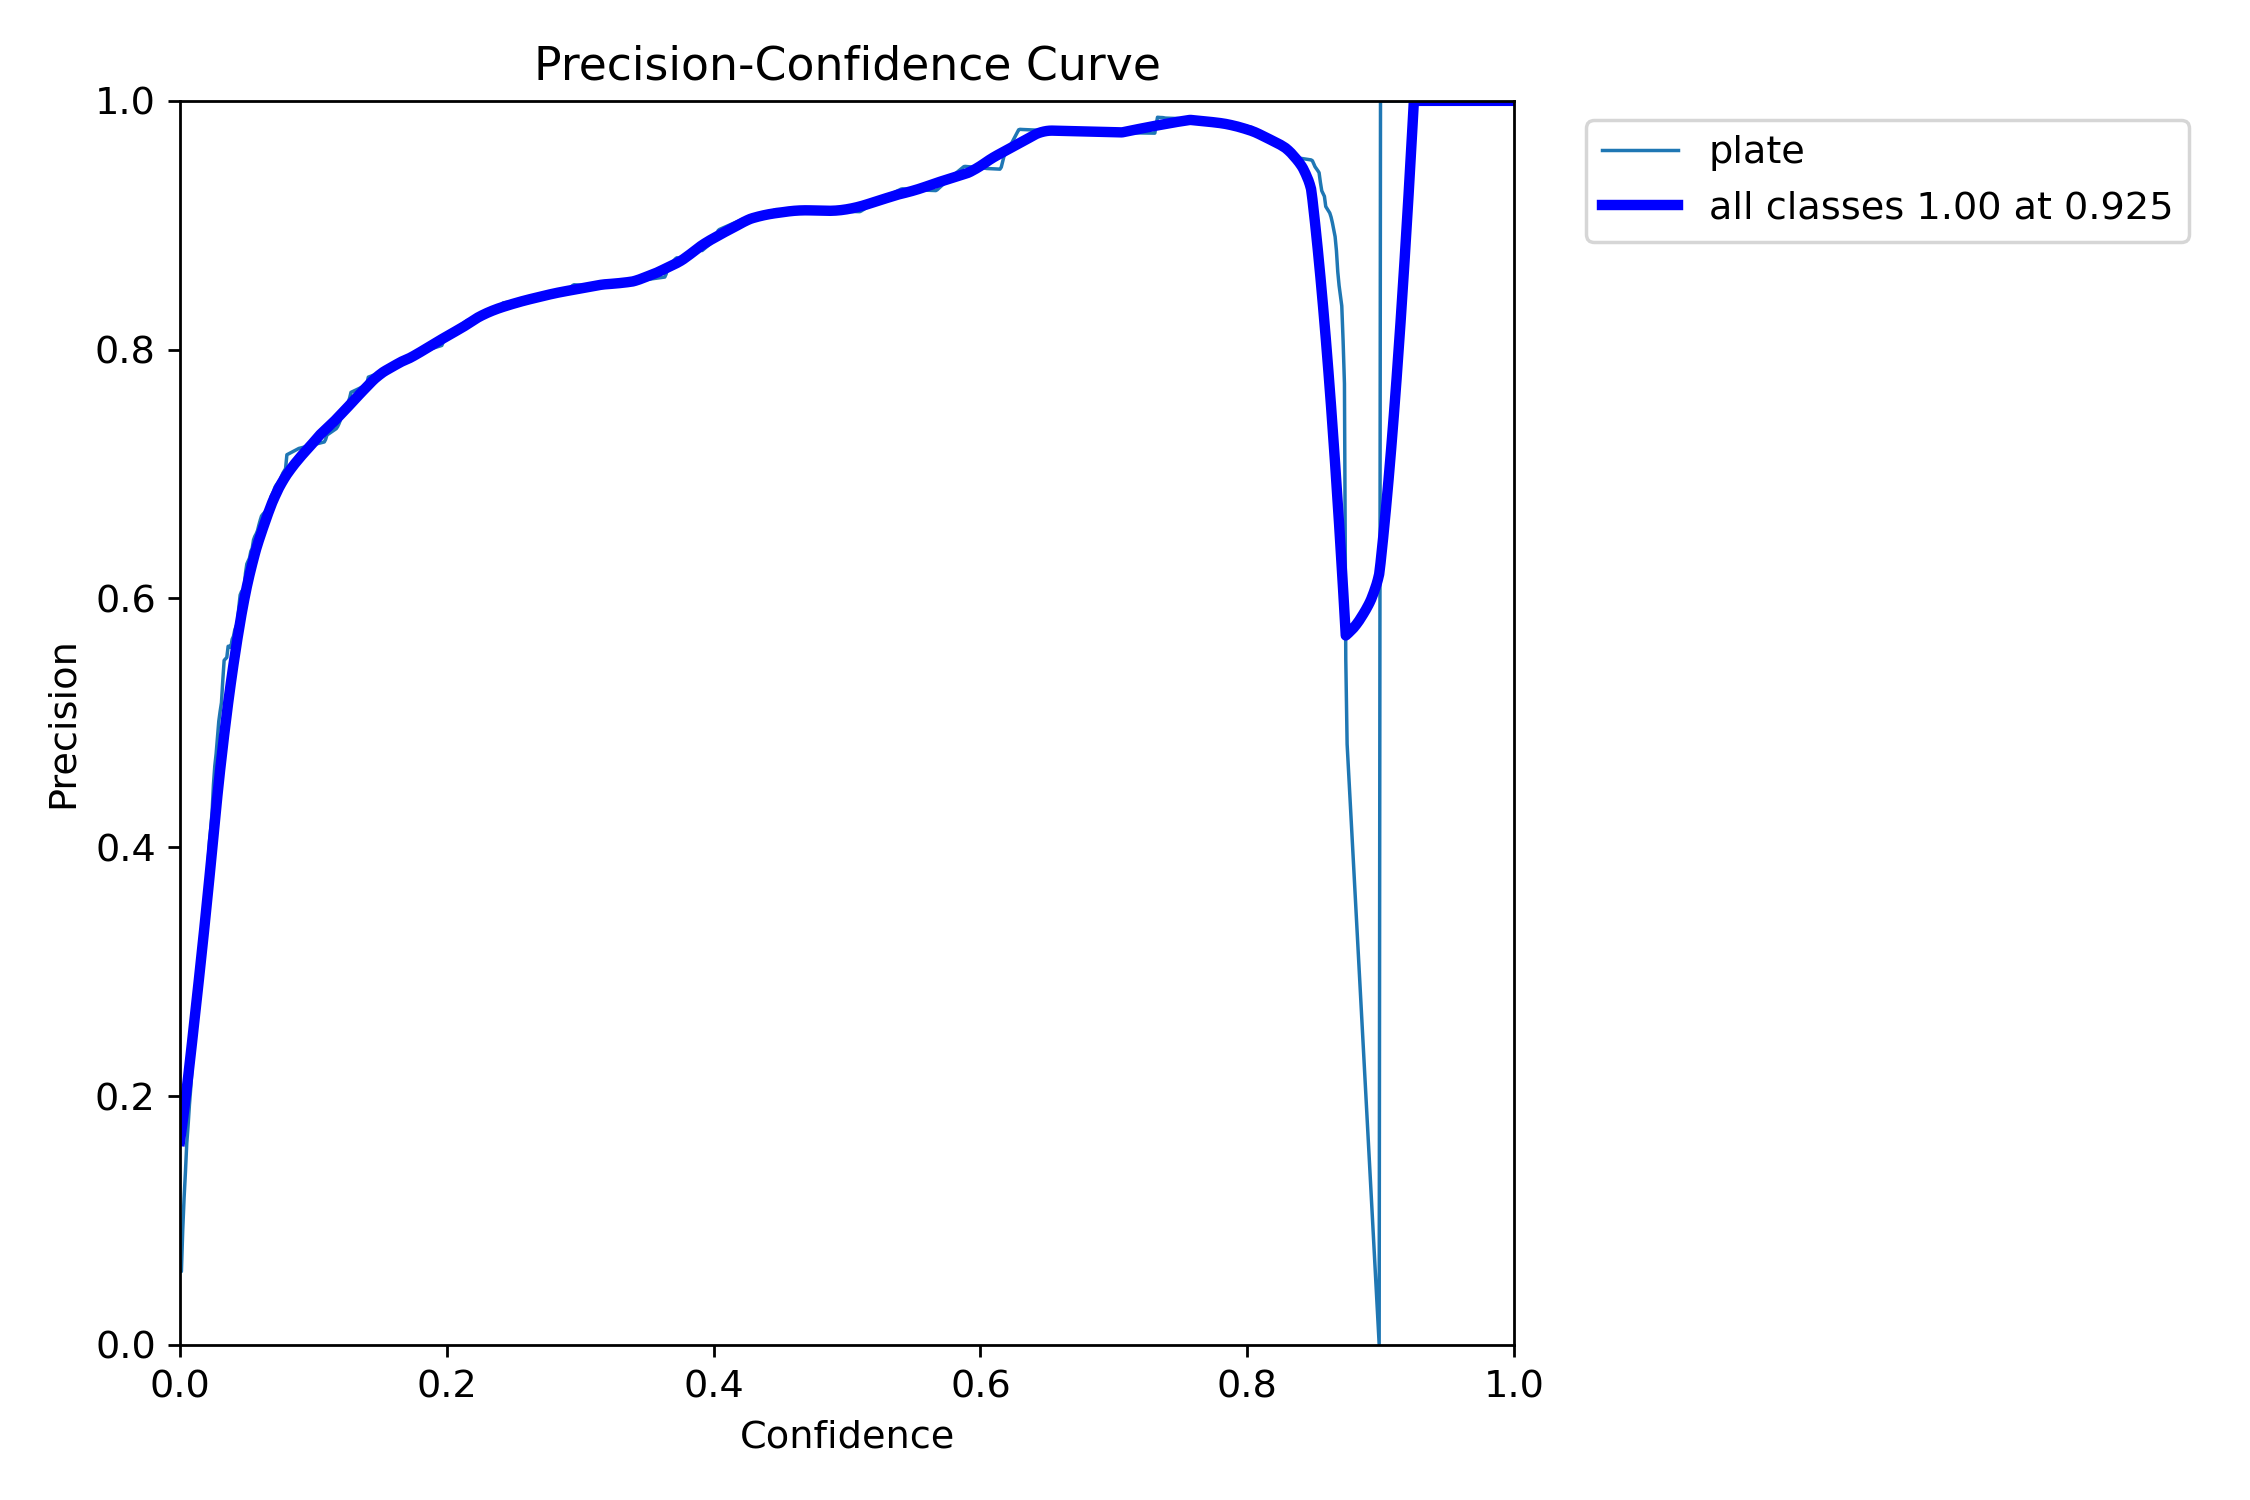 Precision-Confidence Curve
1.0
0.8
0.6
0.4
0.2
0.0
Precision
0.0 0.2 0.4 0.6 0.8 1.0
Confidence
plate
all classes 1.00 at 0.925